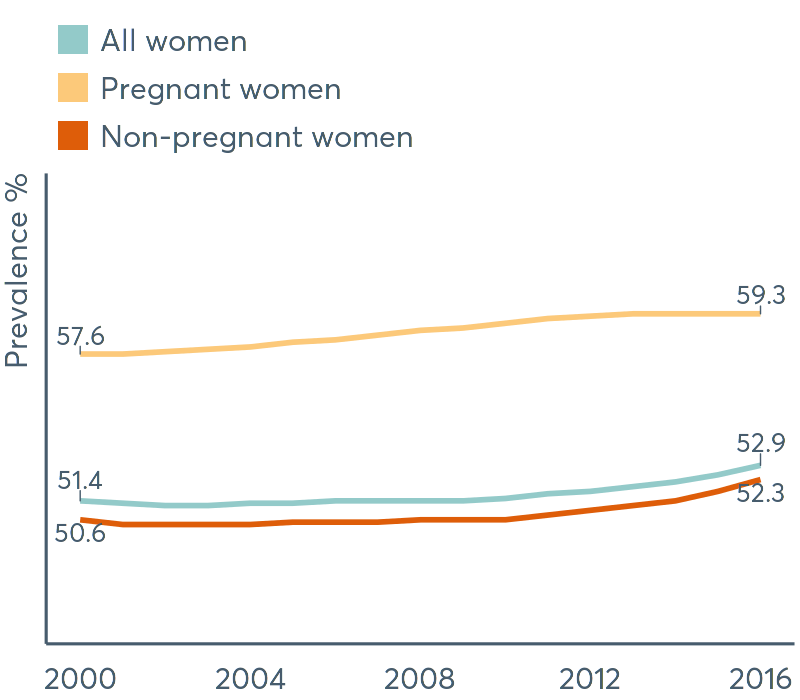 All women
Pregnant women
Non-pregnant women
Prevalence %
59.3
57.6
52.9
51.4
52.3
50.6
2000 2004 2008 2012 2016